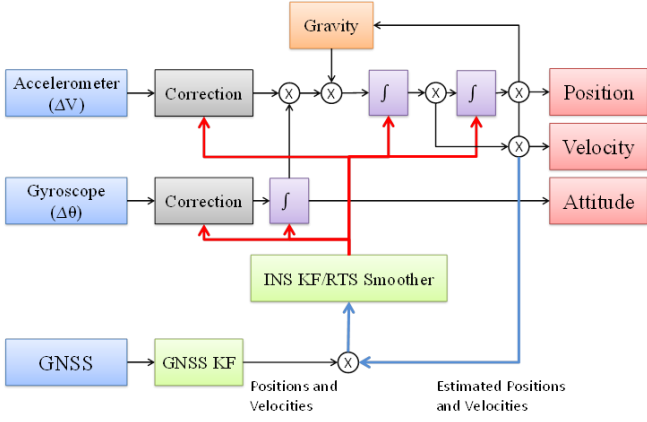 Gravity
Accelerometer
(ΔV)
Correction
X
X
∫
X
∫
X
Position
X
Velocity
Gyroscope
(Δθ)
Correction
∫
Attitude
INS KF/RTS Smoother
GNSS
GNSS KF
X
Positions and
Velocities
Estimated Positions
and Velocities